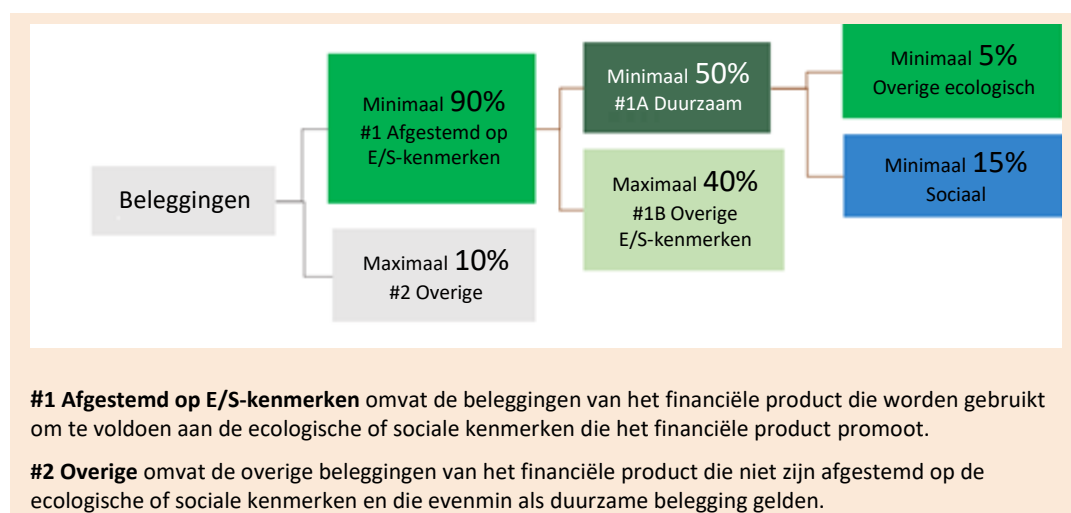 Beleggingen
Minimaal 90%
#1 Afgestemd op
E/S-kenmerken
Maximaal 10%
#2 Overige
Minimaal 50%
#1A Duurzaam
Maximaal 40%
#1B Overige
E/S-kenmerken
Minimaal 5%
Overige ecologisch
Minimaal 15%
Sociaal
#1 Afgestemd op E/S-kenmerken omvat de beleggingen van het financiële product die worden gebruikt
om te voldoen aan de ecologische of sociale kenmerken die het financiële product promoot.
#2 Overige omvat de overige beleggingen van het financiële product die niet zijn afgestemd op de
ecologische of sociale kenmerken en die evenmin als duurzame belegging gelden.